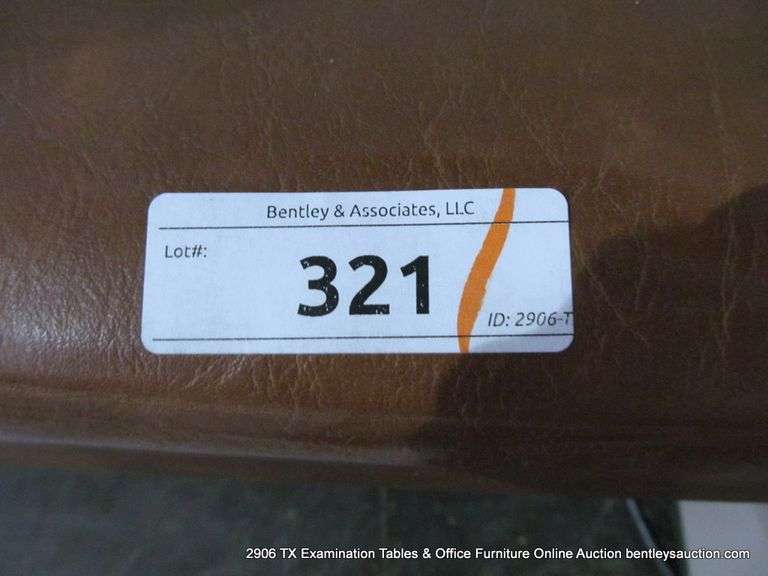 Bentley & Associates, LLC
Lot#:
321
ID: 2906-T
2906 TX Examination Tables & Office Furniture Online Auction bentleysauction.com